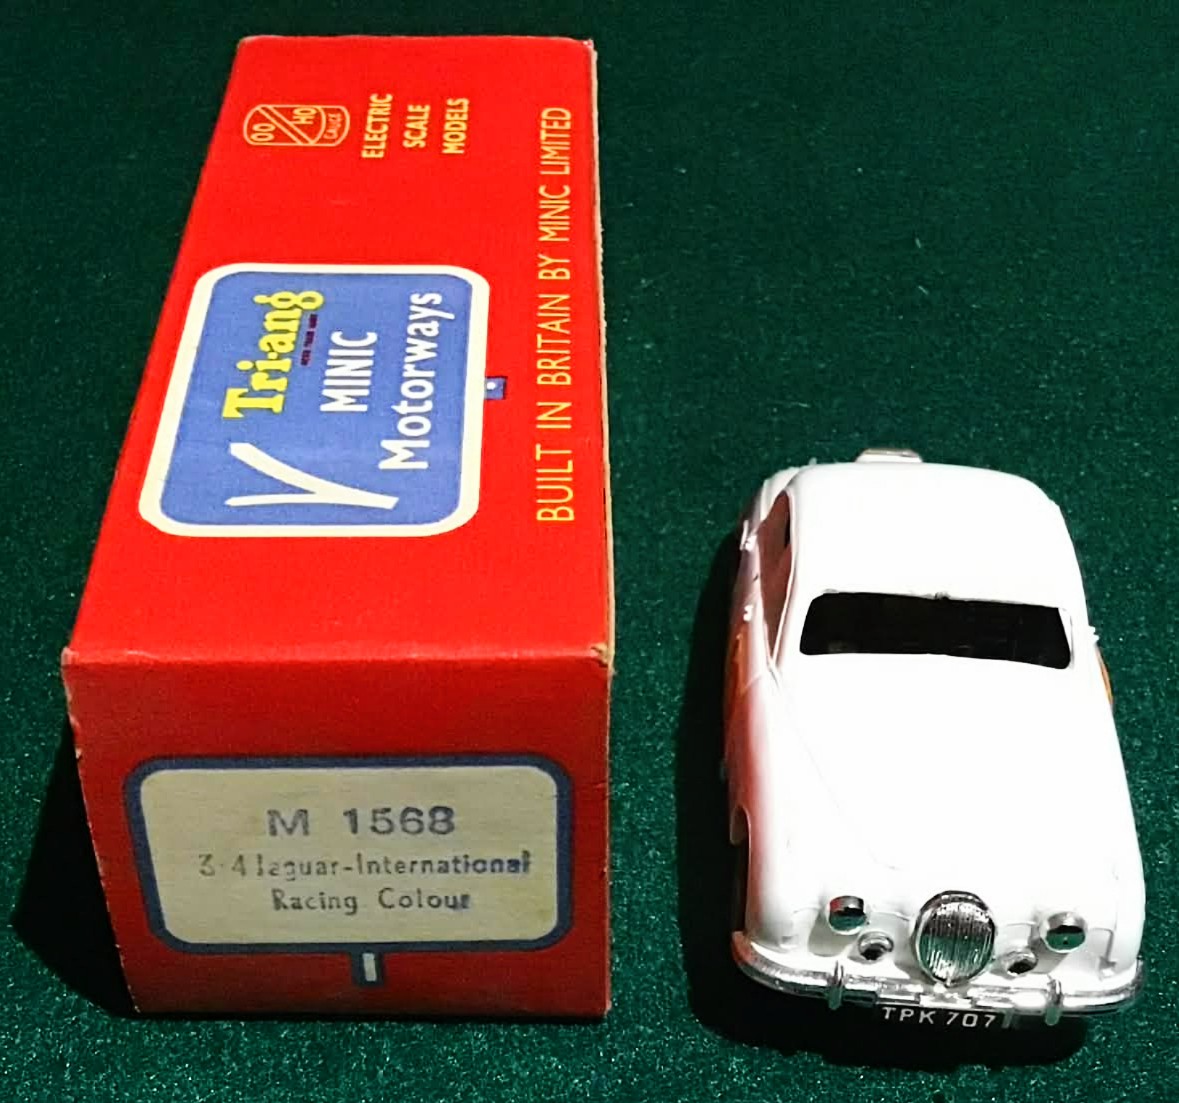 OO HO
GAUGE
ELECTRIC
SCALE
MODELS
Tri-ang
MINIC
Motorways
BUILT IN BRITAIN BY MINIC LIMITED
M 1568
3·4 Jaguar-International
Racing Colour
TPK 707